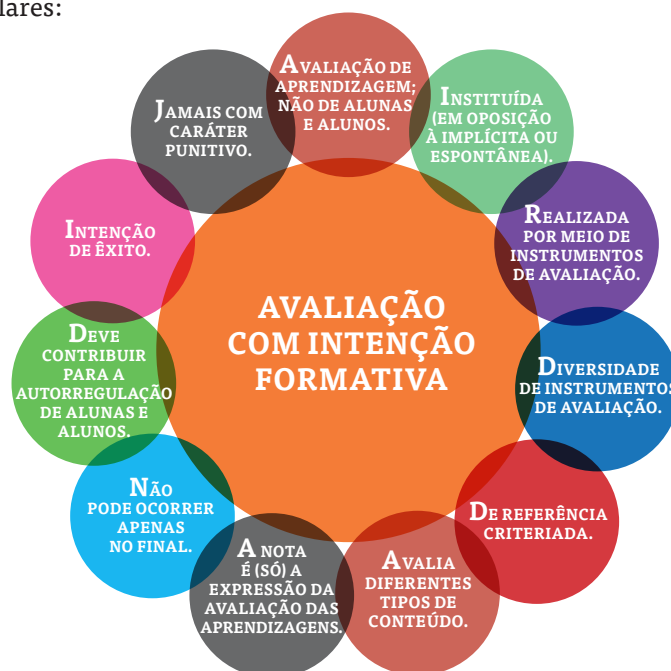 lares:
AVALIAÇÃO DE
APRENDIZAGEM;
NÃO DE ALUNAS
E ALUNOS.
INSTITUÍDA
(EM OPOSIÇÃO
À IMPLÍCITA OU
ESPONTÂNEA).
REALIZADA
POR MEIO DE
INSTRUMENTOS
DE AVALIAÇÃO.
DIVERSIDADE
DE INSTRUMENTOS
DE AVALIAÇÃO.
DE REFERÊNCIA
CRITERIADA.
AVALIA
DIFERENTES
TIPOS DE
CONTEÚDO.
A NOTA
É (SÓ) A
EXPRESSÃO DA
AVALIAÇÃO DAS
APRENDIZAGENS.
NÃO
PODE OCORRER
APENAS
NO FINAL.
DEVE
CONTRIBUIR
PARA A
AUTORREGULAÇÃO
DE ALUNAS E
ALUNOS.
INTENÇÃO
DE ÊXITO.
JAMAIS COM
CARÁTER
PUNITIVO.
AVALIAÇÃO
COM INTENÇÃO
FORMATIVA